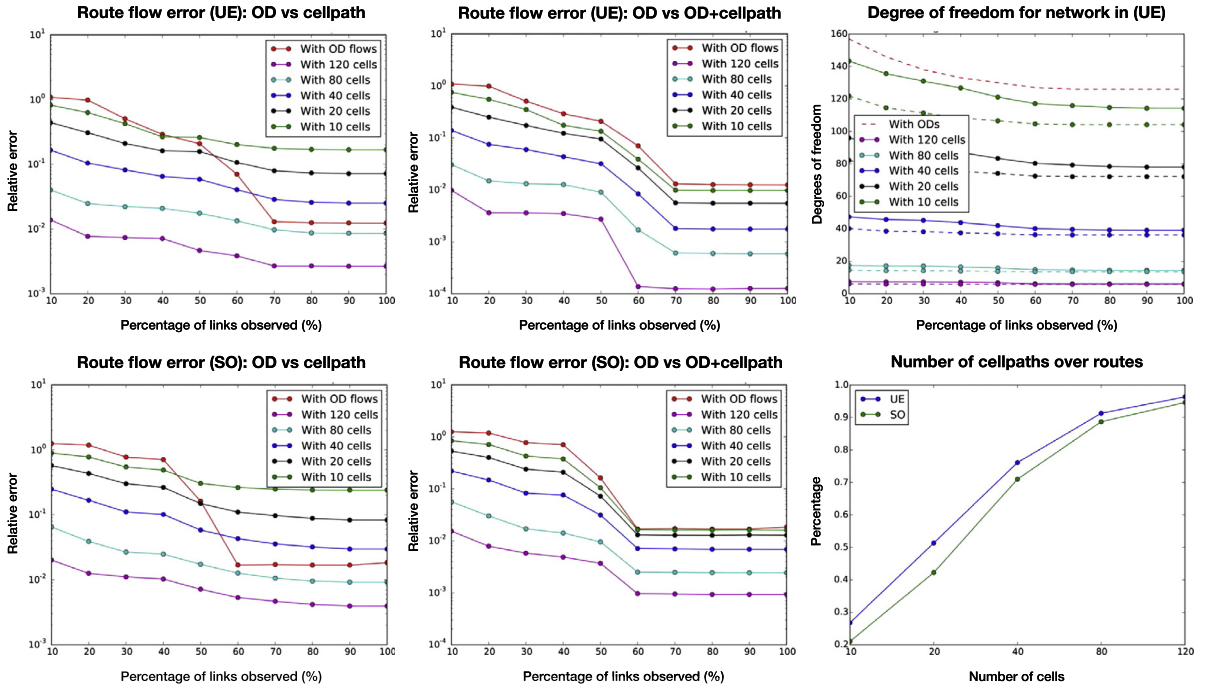 Route flow error (UE): OD vs cellpath
10^1
10^0
10^-1
10^-2
10^-3
Relative error
With OD flows
With 120 cells
With 80 cells
With 40 cells
With 20 cells
With 10 cells
10 20 30 40 50 60 70 80 90 100
Percentage of links observed (%)
Route flow error (UE): OD vs OD+cellpath
10^1
10^0
10^-1
10^-2
10^-3
10^-4
Relative error
With OD flows
With 120 cells
With 80 cells
With 40 cells
With 20 cells
With 10 cells
10 20 30 40 50 60 70 80 90 100
Percentage of links observed (%)
Degree of freedom for network in (UE)
160
140
120
100
80
60
40
20
0
Degrees of freedom
With ODs
With 120 cells
With 80 cells
With 40 cells
With 20 cells
With 10 cells
10 20 30 40 50 60 70 80 90 100
Percentage of links observed (%)
Route flow error (SO): OD vs cellpath
10^1
10^0
10^-1
10^-2
10^-3
Relative error
With OD flows
With 120 cells
With 80 cells
With 40 cells
With 20 cells
With 10 cells
10 20 30 40 50 60 70 80 90 100
Percentage of links observed (%)
Route flow error (SO): OD vs OD+cellpath
10^1
10^0
10^-1
10^-2
10^-3
10^-4
Relative error
With OD flows
With 120 cells
With 80 cells
With 40 cells
With 20 cells
With 10 cells
10 20 30 40 50 60 70 80 90 100
Percentage of links observed (%)
Number of cellpaths over routes
1.0
0.9
0.8
0.7
0.6
0.5
0.4
0.3
0.2
Percentage
UE
SO
10 20 40 80 120
Number of cells